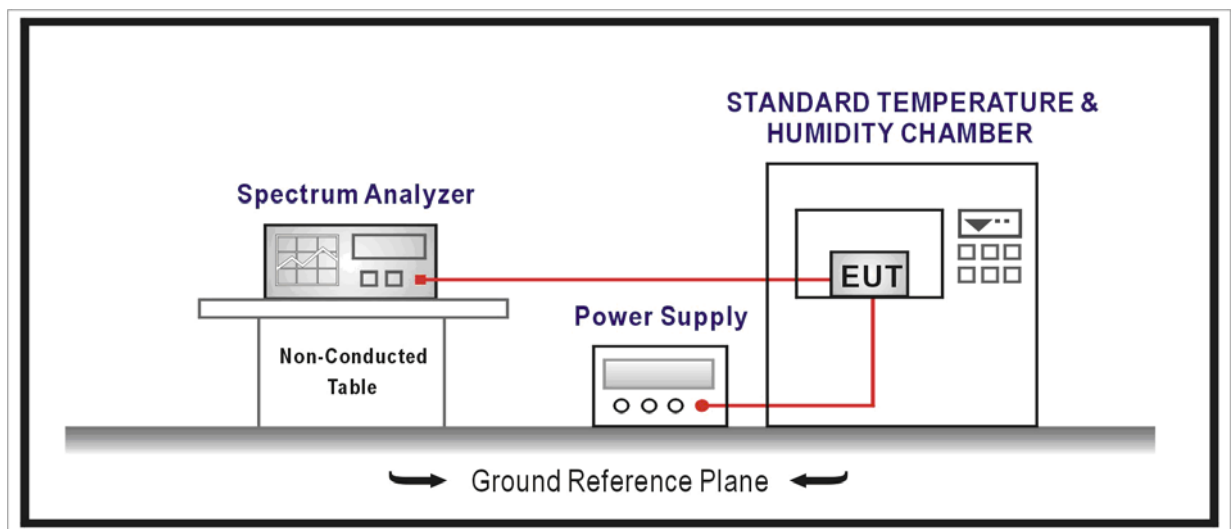 STANDARD TEMPERATURE &
HUMIDITY CHAMBER
Spectrum Analyzer
EUT
Power Supply
Non-Conducted
Table
Ground Reference Plane